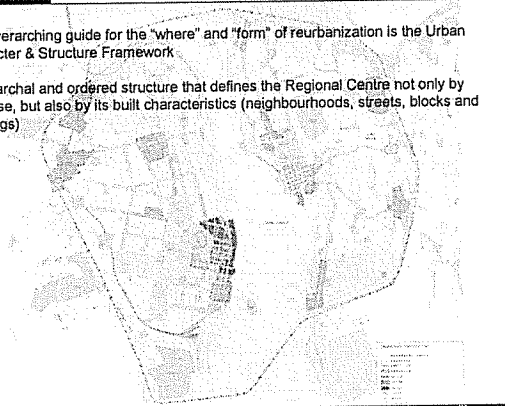 erarching guide for the "where" and "form" of reurbanization is the Urban
cter & Structure Framework
archal and ordered structure that defines the Regional Centre not only by
se, but also by its built characteristics (neighbourhoods, streets, blocks and
gs)